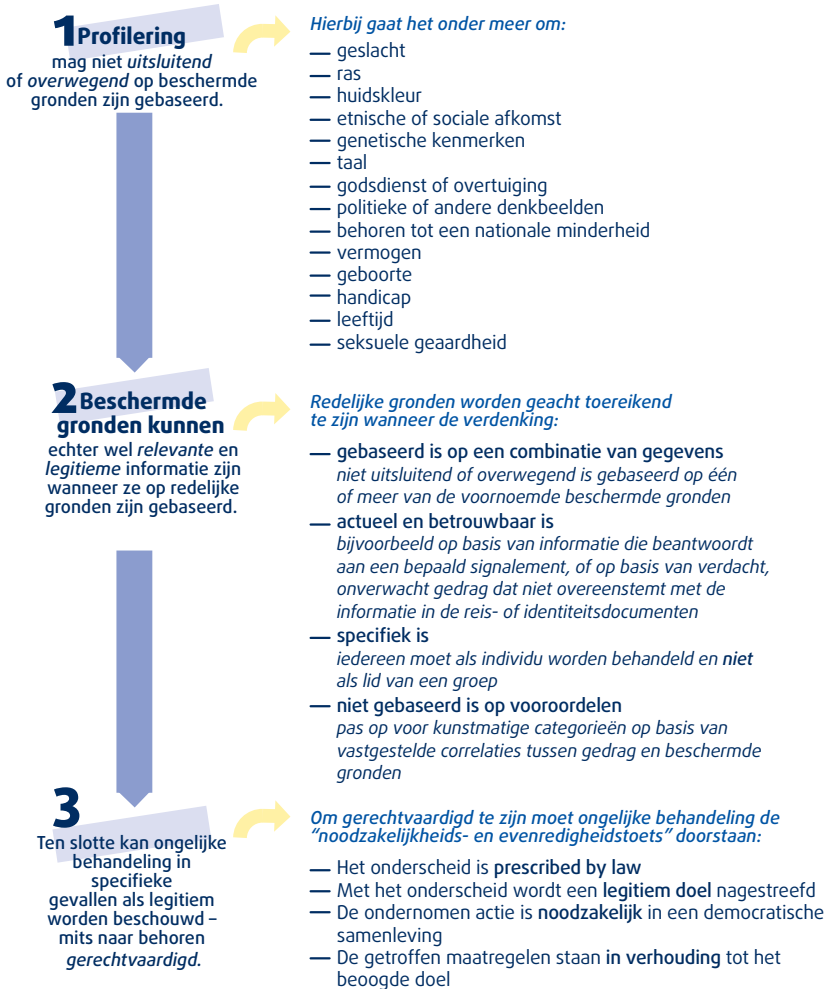 1 Profilering
mag niet uitsluitend
of overwegend op beschermde
gronden zijn gebaseerd.
Hierbij gaat het onder meer om:
— geslacht
— ras
— huidskleur
— etnische of sociale afkomst
— genetische kenmerken
— taal
— godsdienst of overtuiging
— politieke of andere denkbeelden
— behoren tot een nationale minderheid
— vermogen
— geboorte
— handicap
— leeftijd
— seksuele geaardheid
2 Beschermde
gronden kunnen
echter wel relevante en
legitieme informatie zijn
wanneer ze op redelijke
gronden zijn gebaseerd.
Redelijke gronden worden geacht toereikend
te zijn wanneer de verdenking:
— gebaseerd is op een combinatie van gegevens
niet uitsluitend of overwegend is gebaseerd op één
of meer van de voornoemde beschermde gronden
— actueel en betrouwbaar is
bijvoorbeeld op basis van informatie die beantwoordt
aan een bepaald signalement, of op basis van verdacht,
onverwacht gedrag dat niet overeenstemt met de
informatie in de reis- of identiteitsdocumenten
— specifiek is
iedereen moet als individu worden behandeld en niet
als lid van een groep
— niet gebaseerd is op vooroordelen
pas op voor kunstmatige categorieën op basis van
vastgestelde correlaties tussen gedrag en beschermde
gronden
3
Ten slotte kan ongelijke
behandeling in
specifieke
gevallen als legitiem
worden beschouwd –
mits naar behoren
gerechtvaardigd.
Om gerechtvaardigd te zijn moet ongelijke behandeling de
“noodzakelijkheids- en evenredigheidstoets” doorstaan:
— Het onderscheid is prescribed by law
— Met het onderscheid wordt een legitiem doel nagestreefd
— De ondernomen actie is noodzakelijk in een democratische
samenleving
— De getroffen maatregelen staan in verhouding tot het
beoogde doel